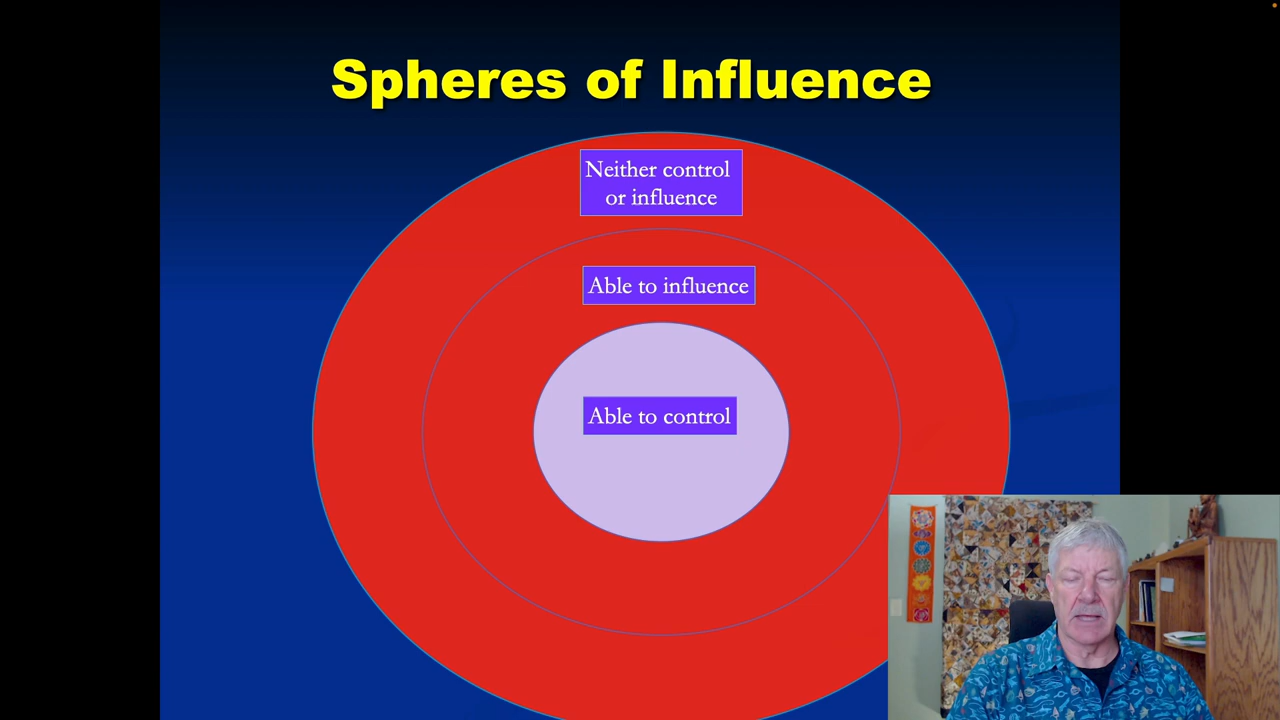 Spheres of Influence
Neither control
or influence
Able to influence
Able to control